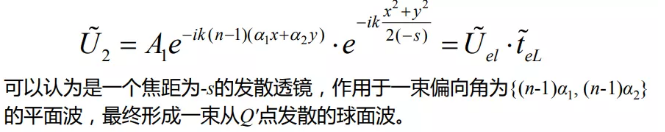 Ũ₂ = A₁e^{-ik(n-1)(α₁x+α₂y)} · e^{-ik\frac{x²+y²}{2(-s)}} = Ũ_{el} · t̃_{eL}
可以认为是一个焦距为-s的发散透镜，作用于一束偏向角为{(n-1)α₁, (n-1)α₂}
的平面波，最终形成一束从Q′点发散的球面波。